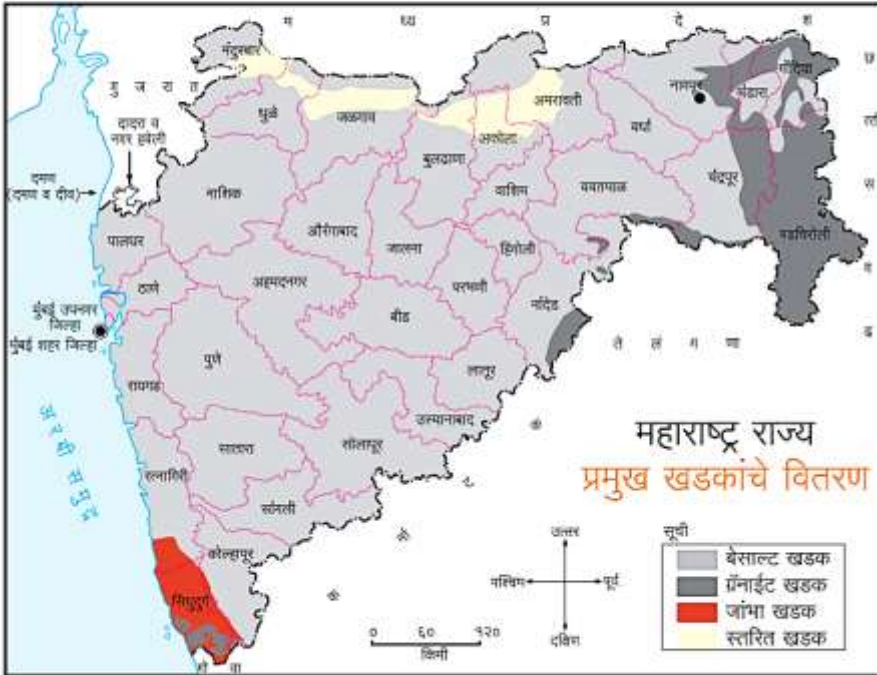 म ध्य प्र दे श
नंदुरबार
गोंदिया
नागपूर
भंडारा
गु ज रा त
अमरावती
धुळे
जळगाव
अकोला
वर्धा
दादरा व
नगर हवेली
बुलढाणा
चंद्रपूर
दमण
(दमण व दीव)
नाशिक
वाशिम
यवतमाळ
औरंगाबाद
जालना
हिंगोली
गडचिरोली
पालघर
ठाणे
अहमदनगर
परभणी
नांदेड
बीड
मुंबई उपनगर
जिल्हा
मुंबई शहर जिल्हा
ते लं ग णा
रायगड
पुणे
लातूर
उस्मानाबाद
अ र बी स मु द्र
सातारा
सोलापूर
महाराष्ट्र राज्य
प्रमुख खडकांचे वितरण
रत्नागिरी
सांगली
कोल्हापूर
उत्तर
पश्चिम
पूर्व
दक्षिण
सिंधुदुर्ग
सूची
बेसाल्ट खडक
ग्रॅनाईट खडक
जांभा खडक
स्तरित खडक
० ६० १२०
किमी
गो वा